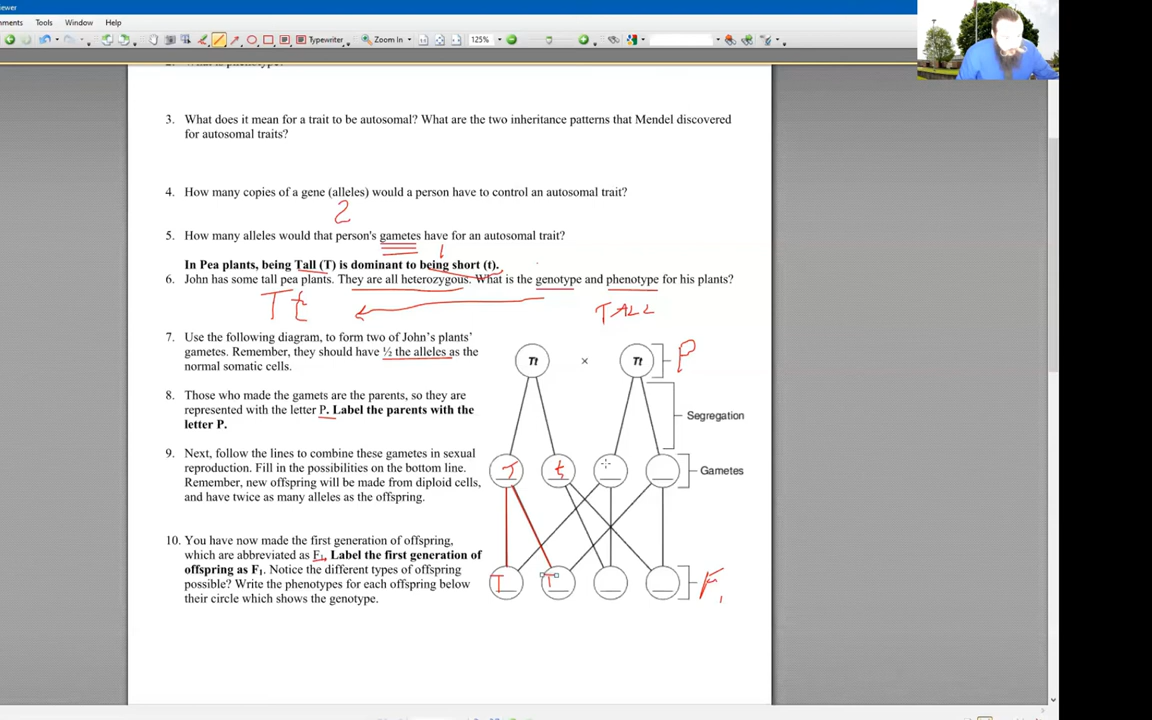 ewer
mments Tools Window Help
Typewriter Zoom In 125%
3. What does it mean for a trait to be autosomal? What are the two inheritance patterns that Mendel discovered
for autosomal traits?
4. How many copies of a gene (alleles) would a person have to control an autosomal trait?
2
5. How many alleles would that person's gametes have for an autosomal trait?
1
In Pea plants, being Tall (T) is dominant to being short (t).
6. John has some tall pea plants. They are all heterozygous. What is the genotype and phenotype for his plants?
Tt TALL
7. Use the following diagram, to form two of John's plants'
gametes. Remember, they should have ½ the alleles as the
normal somatic cells.
Tt × Tt P
8. Those who made the gamets are the parents, so they are
represented with the letter P. Label the parents with the
letter P.
Segregation
9. Next, follow the lines to combine these gametes in sexual
reproduction. Fill in the possibilities on the bottom line.
Remember, new offspring will be made from diploid cells,
and have twice as many alleles as the offspring.
T t Gametes
10. You have now made the first generation of offspring,
which are abbreviated as F₁. Label the first generation of
offspring as F₁. Notice the different types of offspring
possible? Write the phenotypes for each offspring below
their circle which shows the genotype.
T T F₁